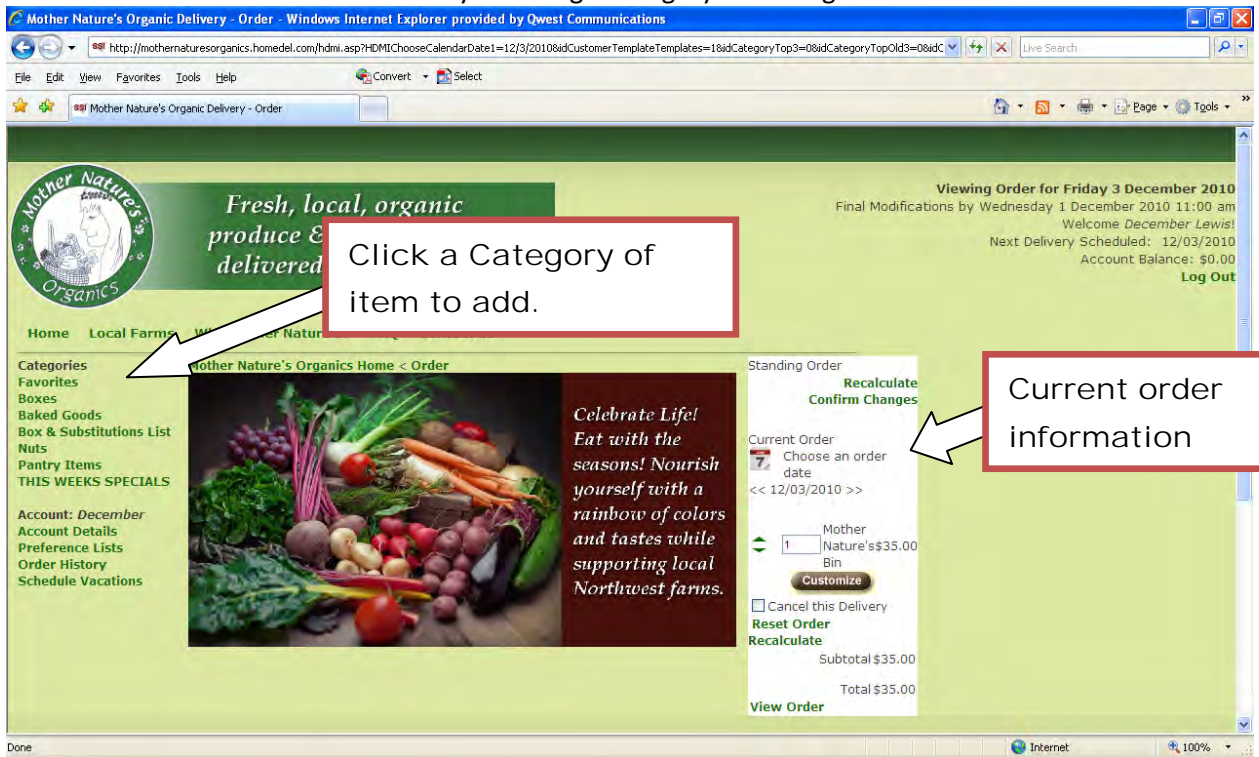 Mother Nature's Organic Delivery - Order - Windows Internet Explorer provided by Qwest Communications
http://mothernaturesorganics.homedel.com/hdmi.asp?HDMIChooseCalendarDate1=12/3/2010&idCustomerTemplateTemplates=1&idCategoryTop3=0&idCategoryTopOld3=0&idC
Live Search
File Edit View Favorites Tools Help
Convert Select
Mother Nature's Organic Delivery - Order
Page Tools
Mother Nature's
Organics
Fresh, local, organic
produce &
delivered
Click a Category of
item to add.
Viewing Order for Friday 3 December 2010
Final Modifications by Wednesday 1 December 2010 11:00 am
Welcome December Lewis!
Next Delivery Scheduled: 12/03/2010
Account Balance: $0.00
Log Out
Home Local Farms
Categories
Favorites
Boxes
Baked Goods
Box & Substitutions List
Nuts
Pantry Items
THIS WEEKS SPECIALS
Account: December
Account Details
Preference Lists
Order History
Schedule Vacations
Mother Nature's Organics Home < Order
Celebrate Life!
Eat with the
seasons! Nourish
yourself with a
rainbow of colors
and tastes while
supporting local
Northwest farms.
Standing Order
Recalculate
Confirm Changes
Current Order
7
Choose an order
date
<< 12/03/2010 >>
1 Mother
Nature's $35.00
Bin
Customize
Cancel this Delivery
Reset Order
Recalculate
Subtotal $35.00
Total $35.00
View Order
Current order
information
Done
Internet
100%